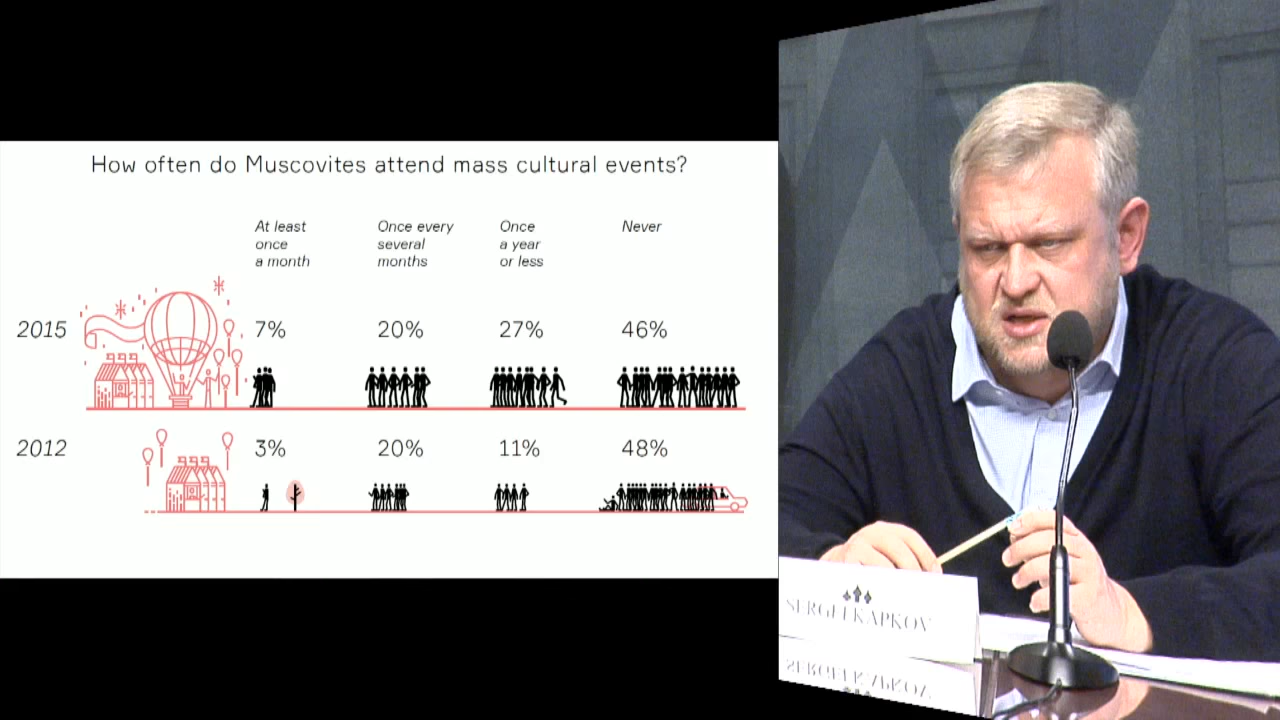 How often do Muscovites attend mass cultural events?
At least
once
a month
Once every
several
months
Once
a year
or less
Never
2015
7%
20%
27%
46%
2012
3%
20%
11%
48%
SERGEI KAPKOV